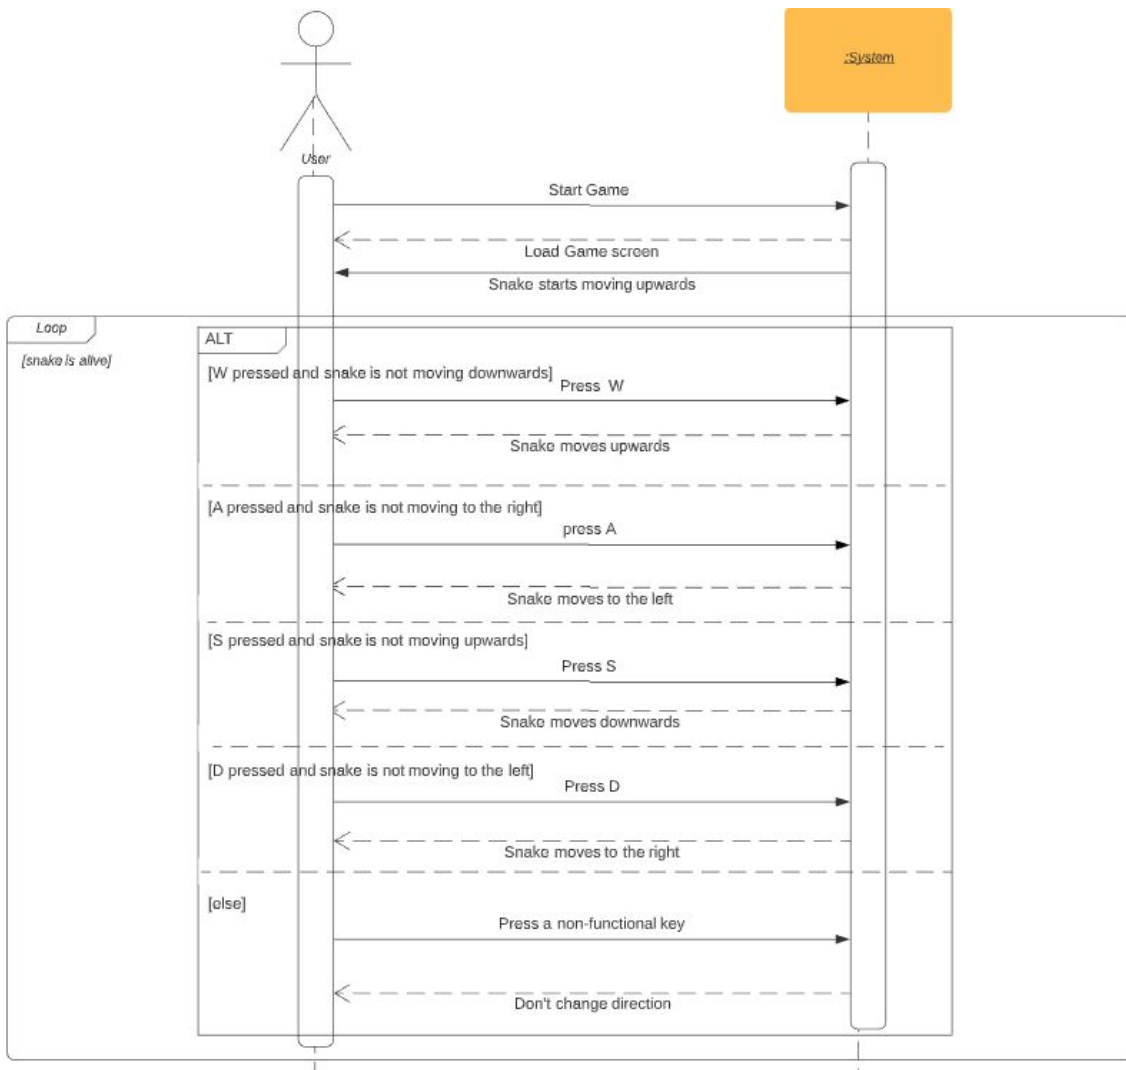 :System
User
Start Game
Load Game screen
Snake starts moving upwards
Loop
[snake is alive]
ALT
[W pressed and snake is not moving downwards]
Press W
Snake moves upwards
[A pressed and snake is not moving to the right]
press A
Snake moves to the left
[S pressed and snake is not moving upwards]
Press S
Snake moves downwards
[D pressed and snake is not moving to the left]
Press D
Snake moves to the right
[else]
Press a non-functional key
Don't change direction